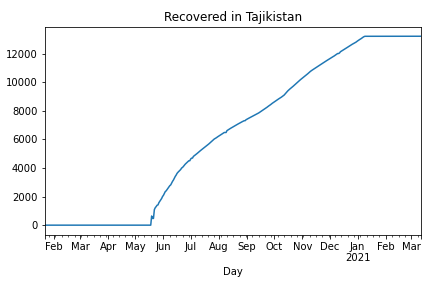 Recovered in Tajikistan
12000
10000
8000
6000
4000
2000
0
Feb Mar Apr May Jun Jul Aug Sep Oct Nov Dec Jan Feb Mar
2021
Day